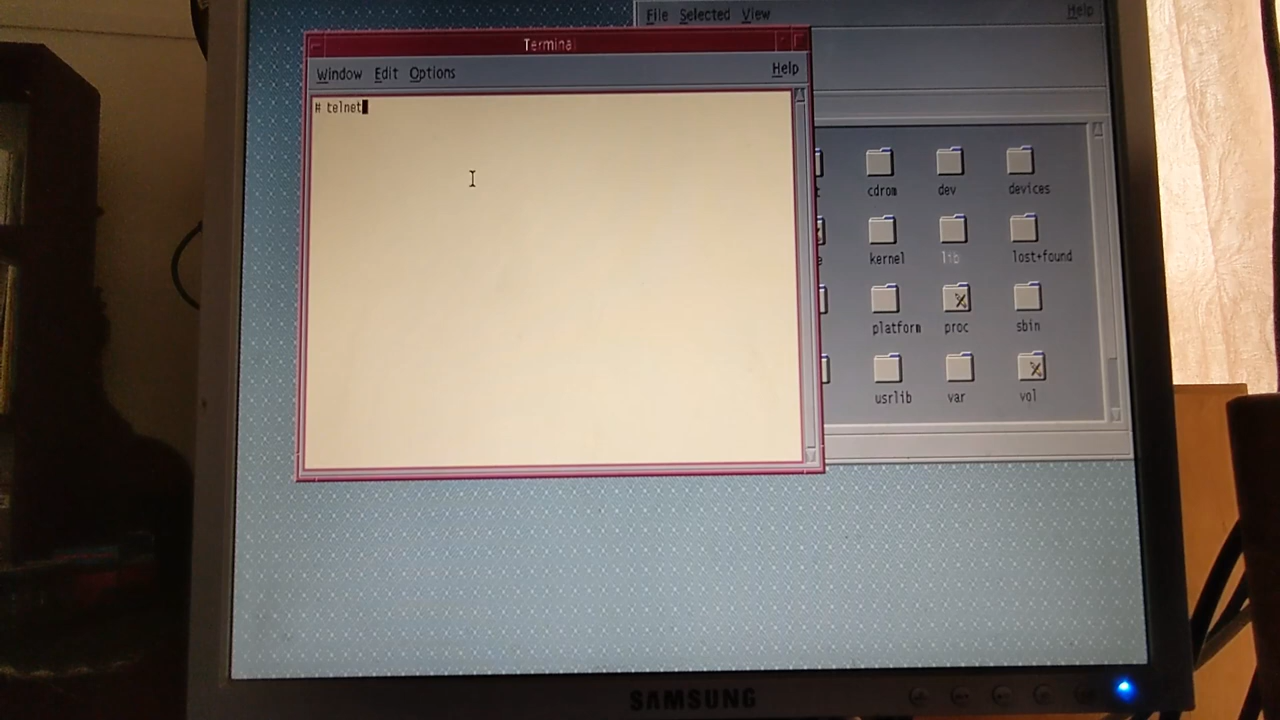 File Selected View Help
Terminal
Window Edit Options Help
# telnet
cdrom dev devices
kernel lib lost+found
platform proc sbin
usrlib var vol
SAMSUNG